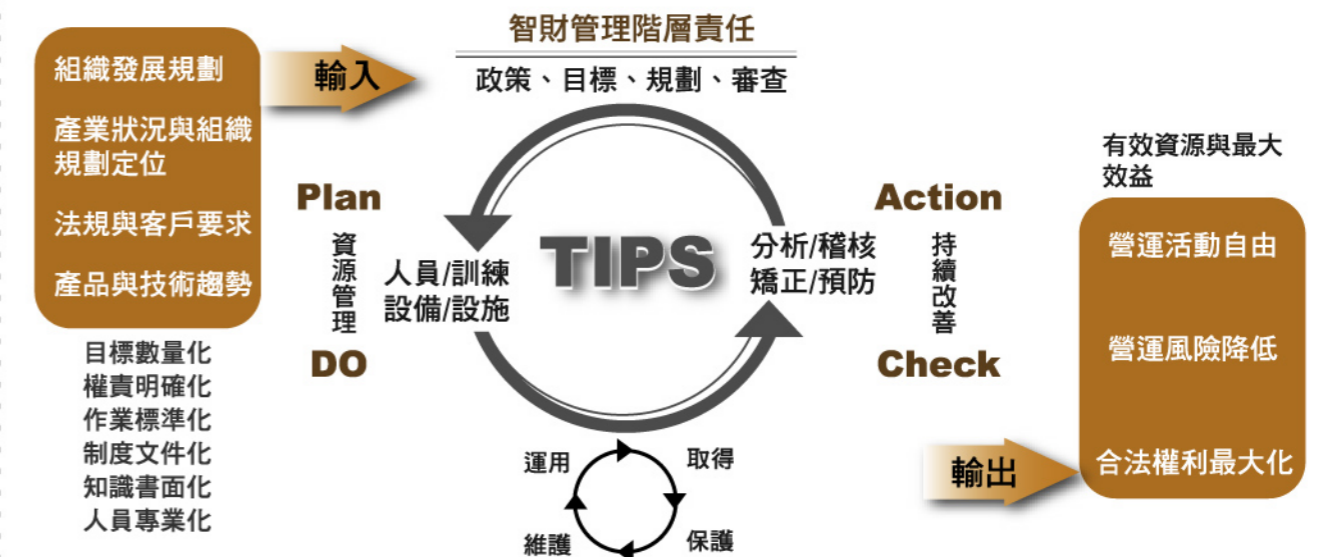 智財管理階層責任
政策、目標、規劃、審查
組織發展規劃
產業狀況與組織
規劃定位
法規與客戶要求
產品與技術趨勢
輸入
目標數量化
權責明確化
作業標準化
制度文件化
知識書面化
人員專業化
Plan
資源管理
DO
人員/訓練
設備/設施
TIPS
分析/稽核
矯正/預防
Action
持續改善
Check
運用
取得
維護
保護
輸出
有效資源與最大
效益
營運活動自由
營運風險降低
合法權利最大化